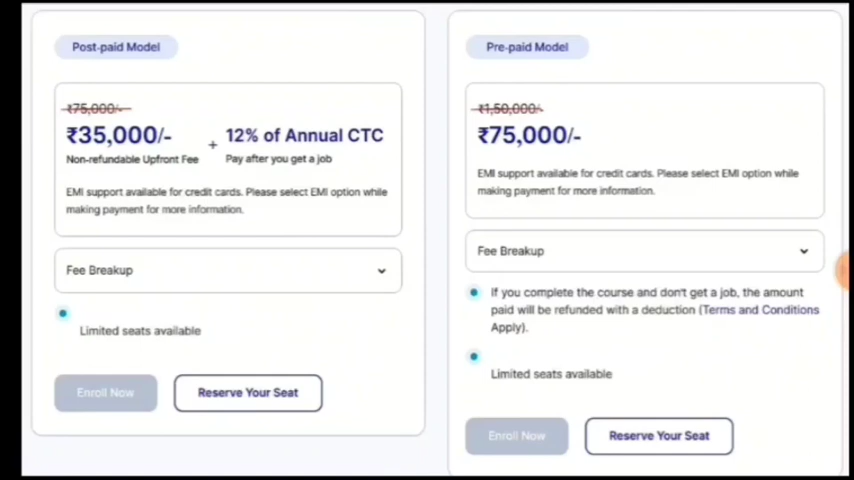 Post-paid Model
₹75,000/-
₹35,000/-
Non-refundable Upfront Fee
+
12% of Annual CTC
Pay after you get a job
EMI support available for credit cards. Please select EMI option while
making payment for more information.
Fee Breakup
Limited seats available
Enroll Now
Reserve Your Seat
Pre-paid Model
₹1,50,000/-
₹75,000/-
EMI support available for credit cards. Please select EMI option while
making payment for more information.
Fee Breakup
If you complete the course and don't get a job, the amount
paid will be refunded with a deduction (Terms and Conditions
Apply).
Limited seats available
Enroll Now
Reserve Your Seat